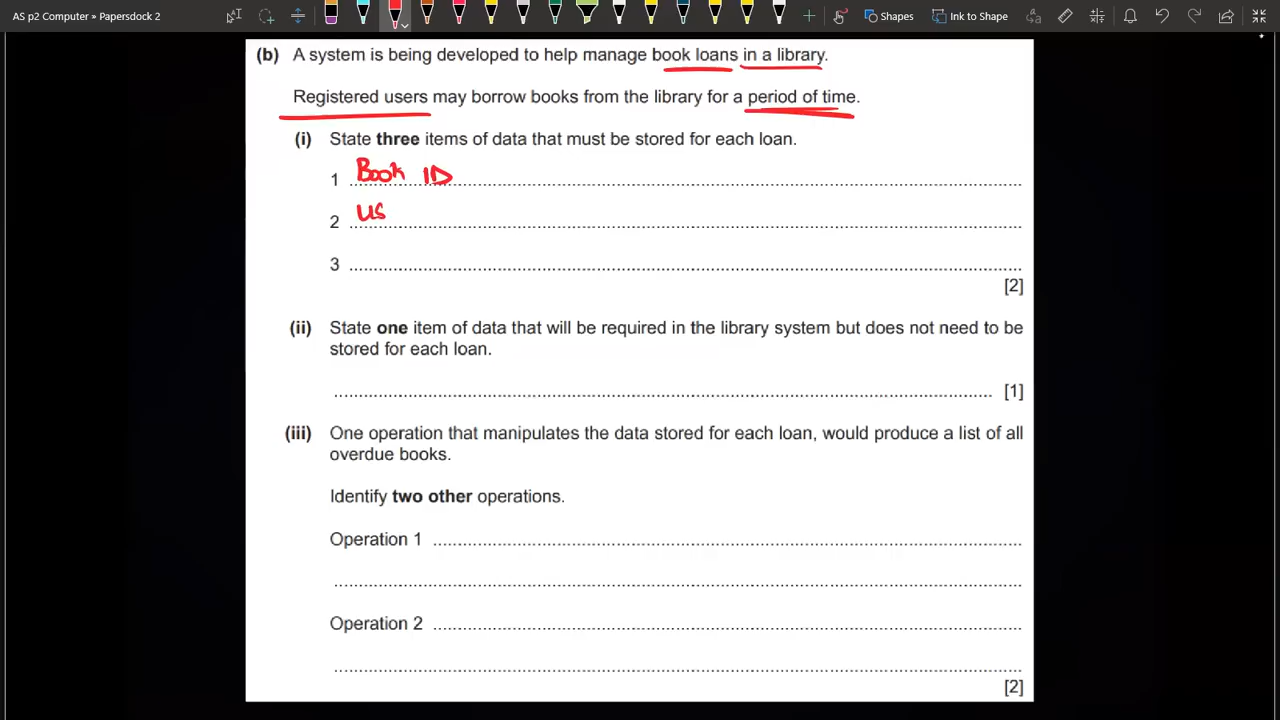 AS p2 Computer » Papersdock 2
Shapes
Ink to Shape
(b) A system is being developed to help manage book loans in a library.
Registered users may borrow books from the library for a period of time.
(i) State three items of data that must be stored for each loan.
1 Book ID
2 us
3
[2]
(ii) State one item of data that will be required in the library system but does not need to be
stored for each loan.
[1]
(iii) One operation that manipulates the data stored for each loan, would produce a list of all
overdue books.
Identify two other operations.
Operation 1
Operation 2
[2]